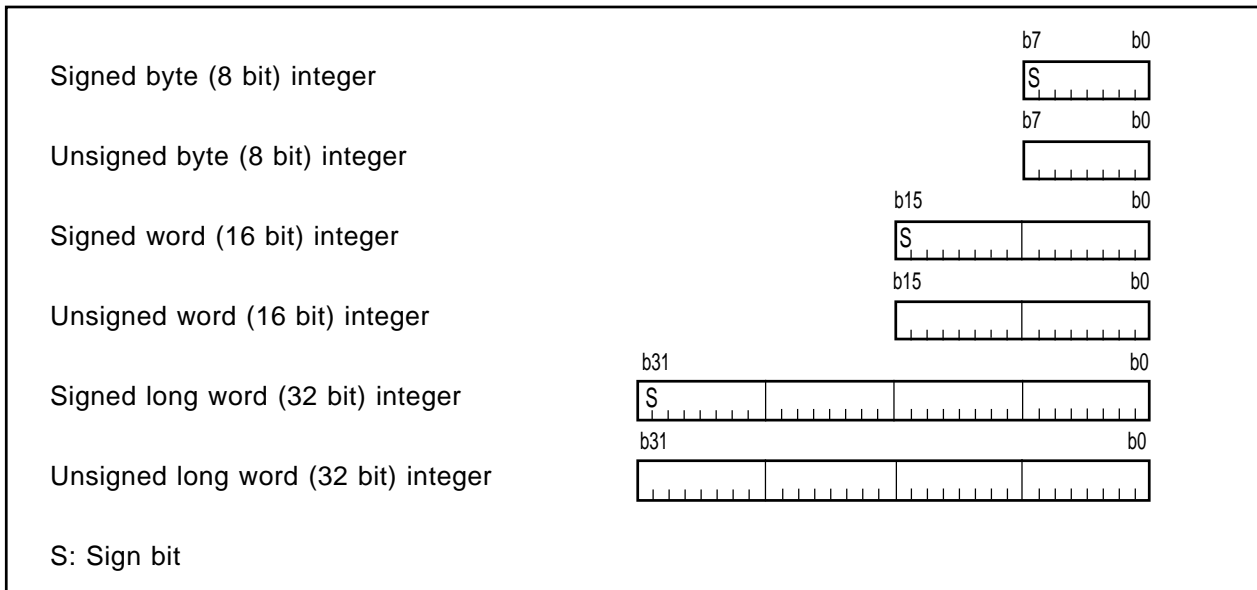 b7 b0
Signed byte (8 bit) integer S
b7 b0
Unsigned byte (8 bit) integer
b15 b0
Signed word (16 bit) integer S
b15 b0
Unsigned word (16 bit) integer
b31 b0
Signed long word (32 bit) integer S
b31 b0
Unsigned long word (32 bit) integer
S: Sign bit